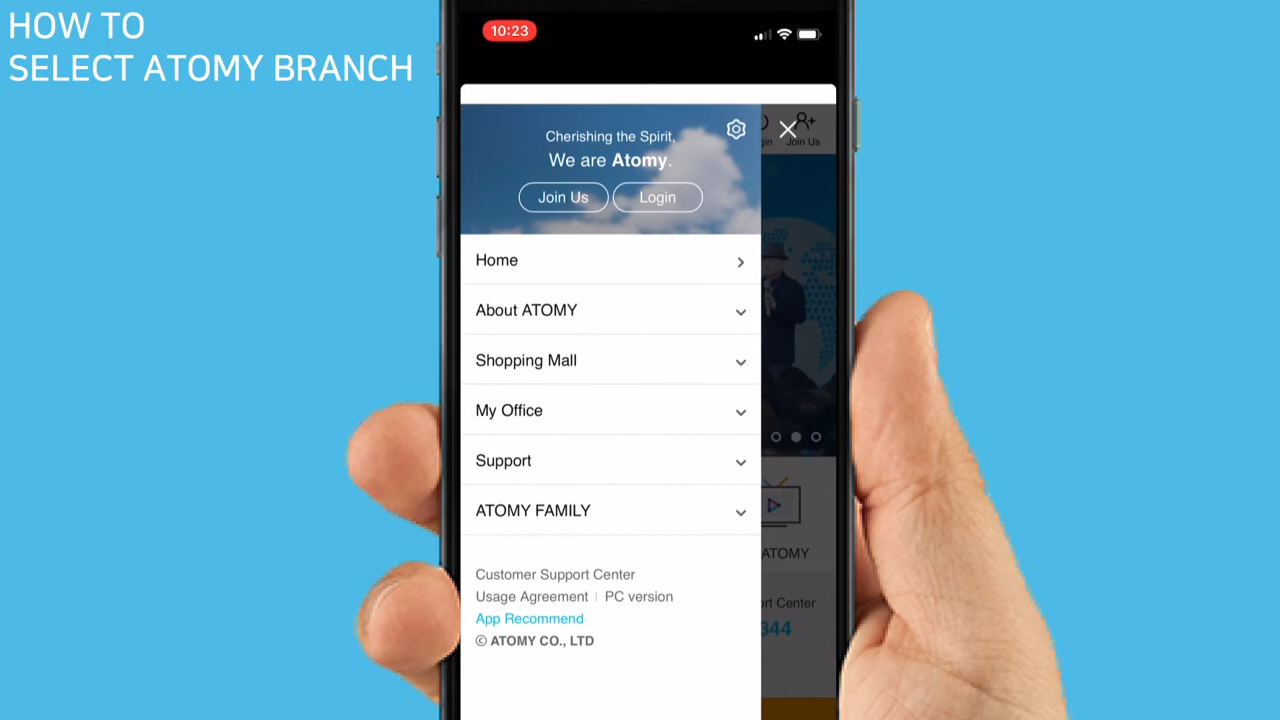 HOW TO
SELECT ATOMY BRANCH
10:23
Cherishing the Spirit,
We are Atomy.
Join Us
Login
Join Us
Home
About ATOMY
Shopping Mall
My Office
Support
ATOMY FAMILY
ATOMY
Customer Support Center
Usage Agreement | PC version
Center
App Recommend
344
© ATOMY CO., LTD